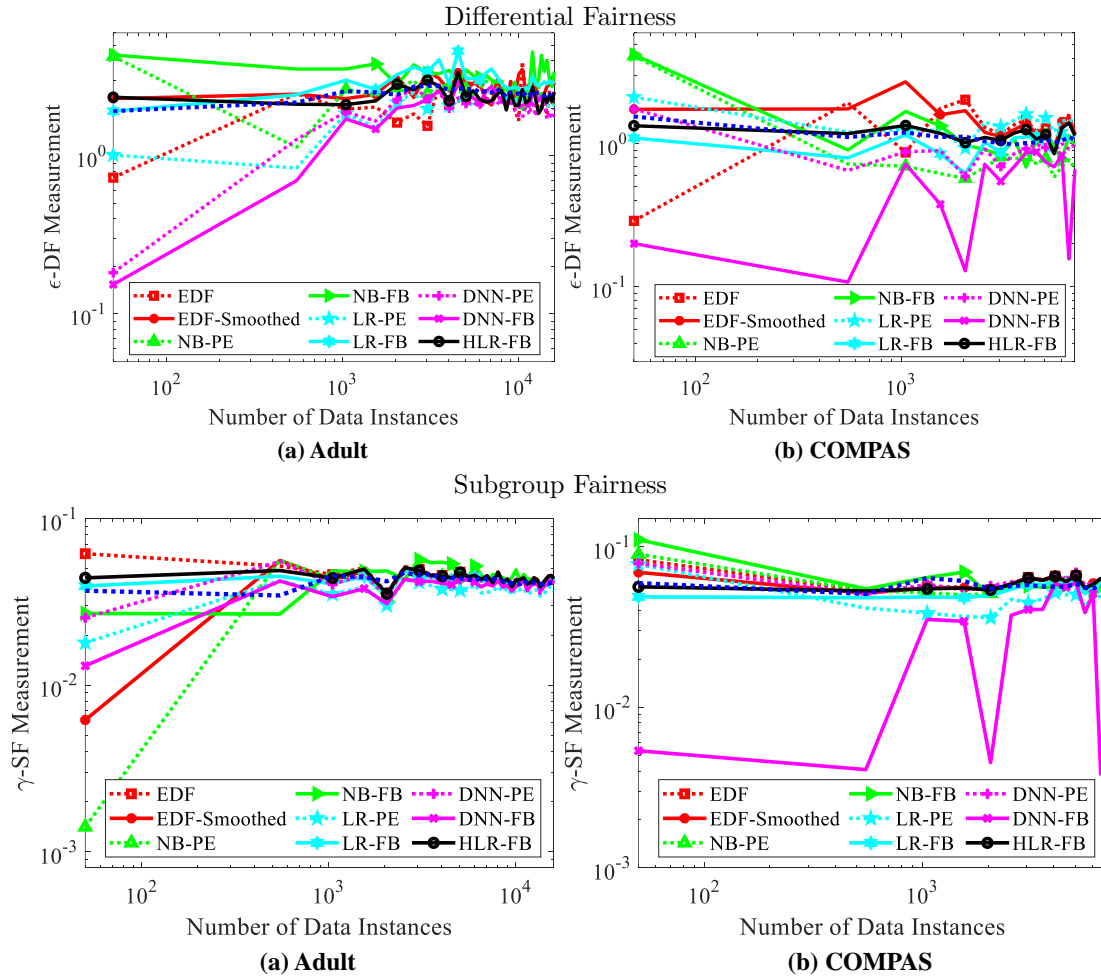 Differential Fairness
ϵ-DF Measurement
10^0
10^-1
EDF
EDF-Smoothed
NB-PE
NB-FB
LR-PE
LR-FB
DNN-PE
DNN-FB
HLR-FB
10^2
10^3
10^4
Number of Data Instances
(a) Adult
ϵ-DF Measurement
10^0
10^-1
EDF
EDF-Smoothed
NB-PE
NB-FB
LR-PE
LR-FB
DNN-PE
DNN-FB
HLR-FB
10^2
10^3
Number of Data Instances
(b) COMPAS
Subgroup Fairness
γ-SF Measurement
10^-1
10^-2
10^-3
EDF
EDF-Smoothed
NB-PE
NB-FB
LR-PE
LR-FB
DNN-PE
DNN-FB
HLR-FB
10^2
10^3
10^4
Number of Data Instances
(a) Adult
γ-SF Measurement
10^-1
10^-2
10^-3
EDF
EDF-Smoothed
NB-PE
NB-FB
LR-PE
LR-FB
DNN-PE
DNN-FB
HLR-FB
10^2
10^3
Number of Data Instances
(b) COMPAS